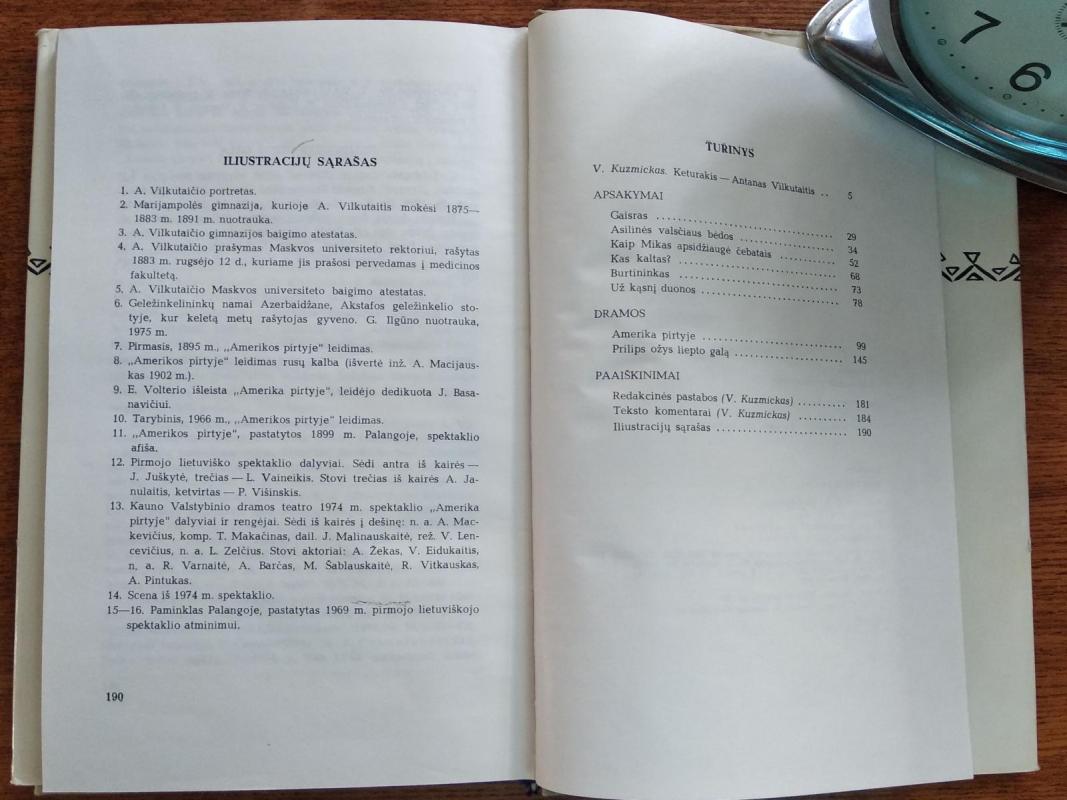 ILIUSTRACIJŲ SĄRAŠAS
1. A. Vilkutaičio portretas.
2. Marijampolės gimnazija, kurioje A. Vilkutaitis mokėsi 1875—
1883 m. 1891 m. nuotrauka.
3. A. Vilkutaičio gimnazijos baigimo atestatas.
4. A. Vilkutaičio prašymas Maskvos universiteto rektoriui, rašytas
1883 m. rugsėjo 12 d., kuriame jis prašosi pervedamas į medicinos
fakultetą.
5. A. Vilkutaičio Maskvos universiteto baigimo atestatas.
6. Geležinkelininkų namai Azerbaidžane, Akstafos geležinkelio sto-
tyje, kur keletą metų rašytojas gyveno. G. Ilgūno nuotrauka,
1975 m.
7. Pirmasis, 1895 m., „Amerikos pirtyje“ leidimas.
8. „Amerikos pirtyje“ leidimas rusų kalba (išvertė inž. A. Macijaus-
kas 1902 m.).
9. E. Volterio išleista „Amerika pirtyje“, leidėjo dedikuota J. Basa-
navičiui.
10. Tarybinis, 1966 m., „Amerikos pirtyje“ leidimas.
11. „Amerikos pirtyje“, pastatytos 1899 m. Palangoje, spektaklio
afiša.
12. Pirmojo lietuviško spektaklio dalyviai. Sėdi antra iš kairės —
J. Juškytė, trečias — L. Vaineikis. Stovi trečias iš kairės A. Ja-
nulaitis, ketvirtas — P. Višinskis.
13. Kauno Valstybinio dramos teatro 1974 m. spektaklio „Amerika
pirtyje“ dalyviai ir rengėjai. Sėdi iš kairės į dešinę: n. a. A. Mac-
kevičius, komp. T. Makačinas, dail. J. Malinauskaitė, rež. V. Len-
cevičius, n. a. L. Zelčius. Stovi aktoriai: A. Žekas, V. Eidukaitis,
n. a. R. Varnaitė, A. Barčas, M. Šablauskaitė, R. Vitkauskas,
A. Pintukas.
14. Scena iš 1974 m. spektaklio.
15—16. Paminklas Palangoje, pastatytas 1969 m. pirmojo lietuviškojo
spektaklio atminimui.
190
TURINYS
V. Kuzmickas. Keturakis — Antanas Vilkutaitis .. 5
APSAKYMAI
Gaisras ........ 29
Asilinės valsčiaus bėdos ........ 34
Kaip Mikas apsidžiaugė čebatais ........ 52
Kas kaltas? ........ 68
Burtininkas ........ 73
Už kąsnį duonos ........ 78
DRAMOS
Amerika pirtyje ........ 99
Prilips ožys liepto galą ........ 145
PAAIŠKINIMAI
Redakcinės pastabos (V. Kuzmickas) ........ 181
Teksto komentarai (V. Kuzmickas) ........ 184
Iliustracijų sąrašas ........ 190
7
6